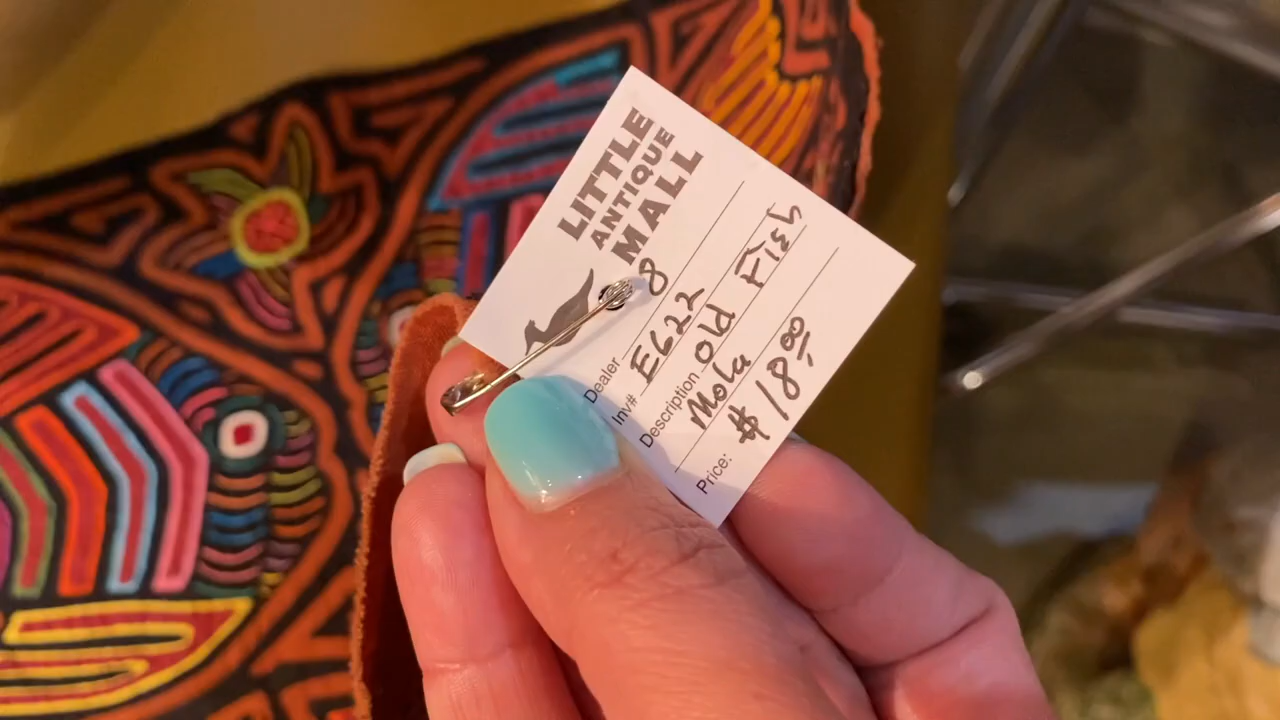 LITTLE
ANTIQUE
MALL
Dealer 8
Inv# E622
Description Old Fish
Mola
Price: $18.00